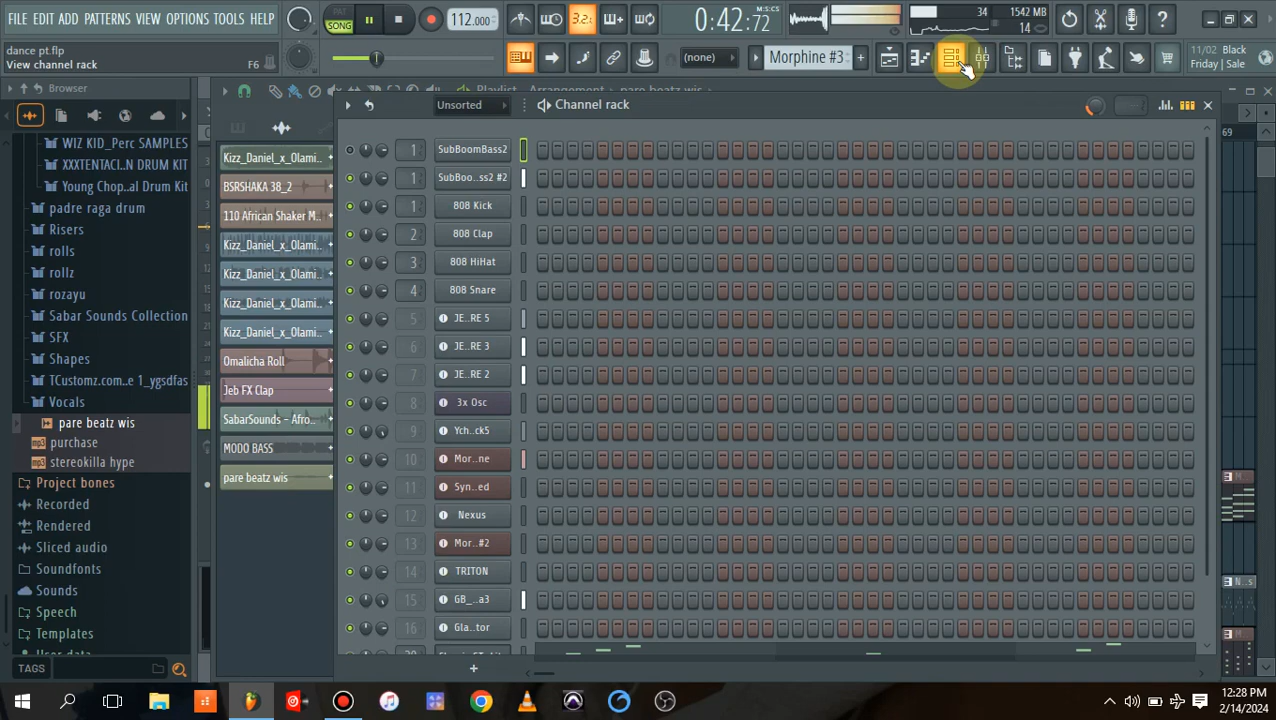 FILE EDIT ADD PATTERNS VIEW OPTIONS TOOLS HELP
PAT
SONG
112.000
3.2.
0:42:72
M:S:CS
34
1542 MB
14
dance pt.flp
View channel rack
F6
(none)
Morphine #3
11/02 Black
Friday | Sale
Browser
Playlist - Arrangement
pare beatz wis
Unsorted
Channel rack
69
WIZ KID_Perc SAMPLES
XXXTENTACI..N DRUM KIT
Young Chop..al Drum Kit
padre raga drum
Risers
rolls
rollz
rozayu
Sabar Sounds Collection
SFX
Shapes
TCustomz.com..e 1_ygsdfas
Vocals
pare beatz wis
purchase
stereokilla hype
Project bones
Recorded
Rendered
Sliced audio
Soundfonts
Sounds
Speech
Templates
User data
TAGS
Kizz_Daniel_x_Olami..
BSRSHAKA 38_2
110 African Shaker M..
Kizz_Daniel_x_Olami..
Kizz_Daniel_x_Olami..
Kizz_Daniel_x_Olami..
Kizz_Daniel_x_Olami..
Omalicha Roll
Jeb FX Clap
SabarSounds - Afro..
MODO BASS
pare beatz wis
1 SubBoomBass2
1 SubBoo..ss2 #2
1 808 Kick
2 808 Clap
3 808 HiHat
4 808 Snare
5 JE..RE 5
6 JE..RE 3
7 JE..RE 2
8 3x Osc
9 Ych..ck5
10 Mor..ne
11 Syn..ed
12 Nexus
13 Mor..#2
14 TRITON
15 GB_..a3
16 Gla..tor
N..s
12:28 PM
2/14/2024